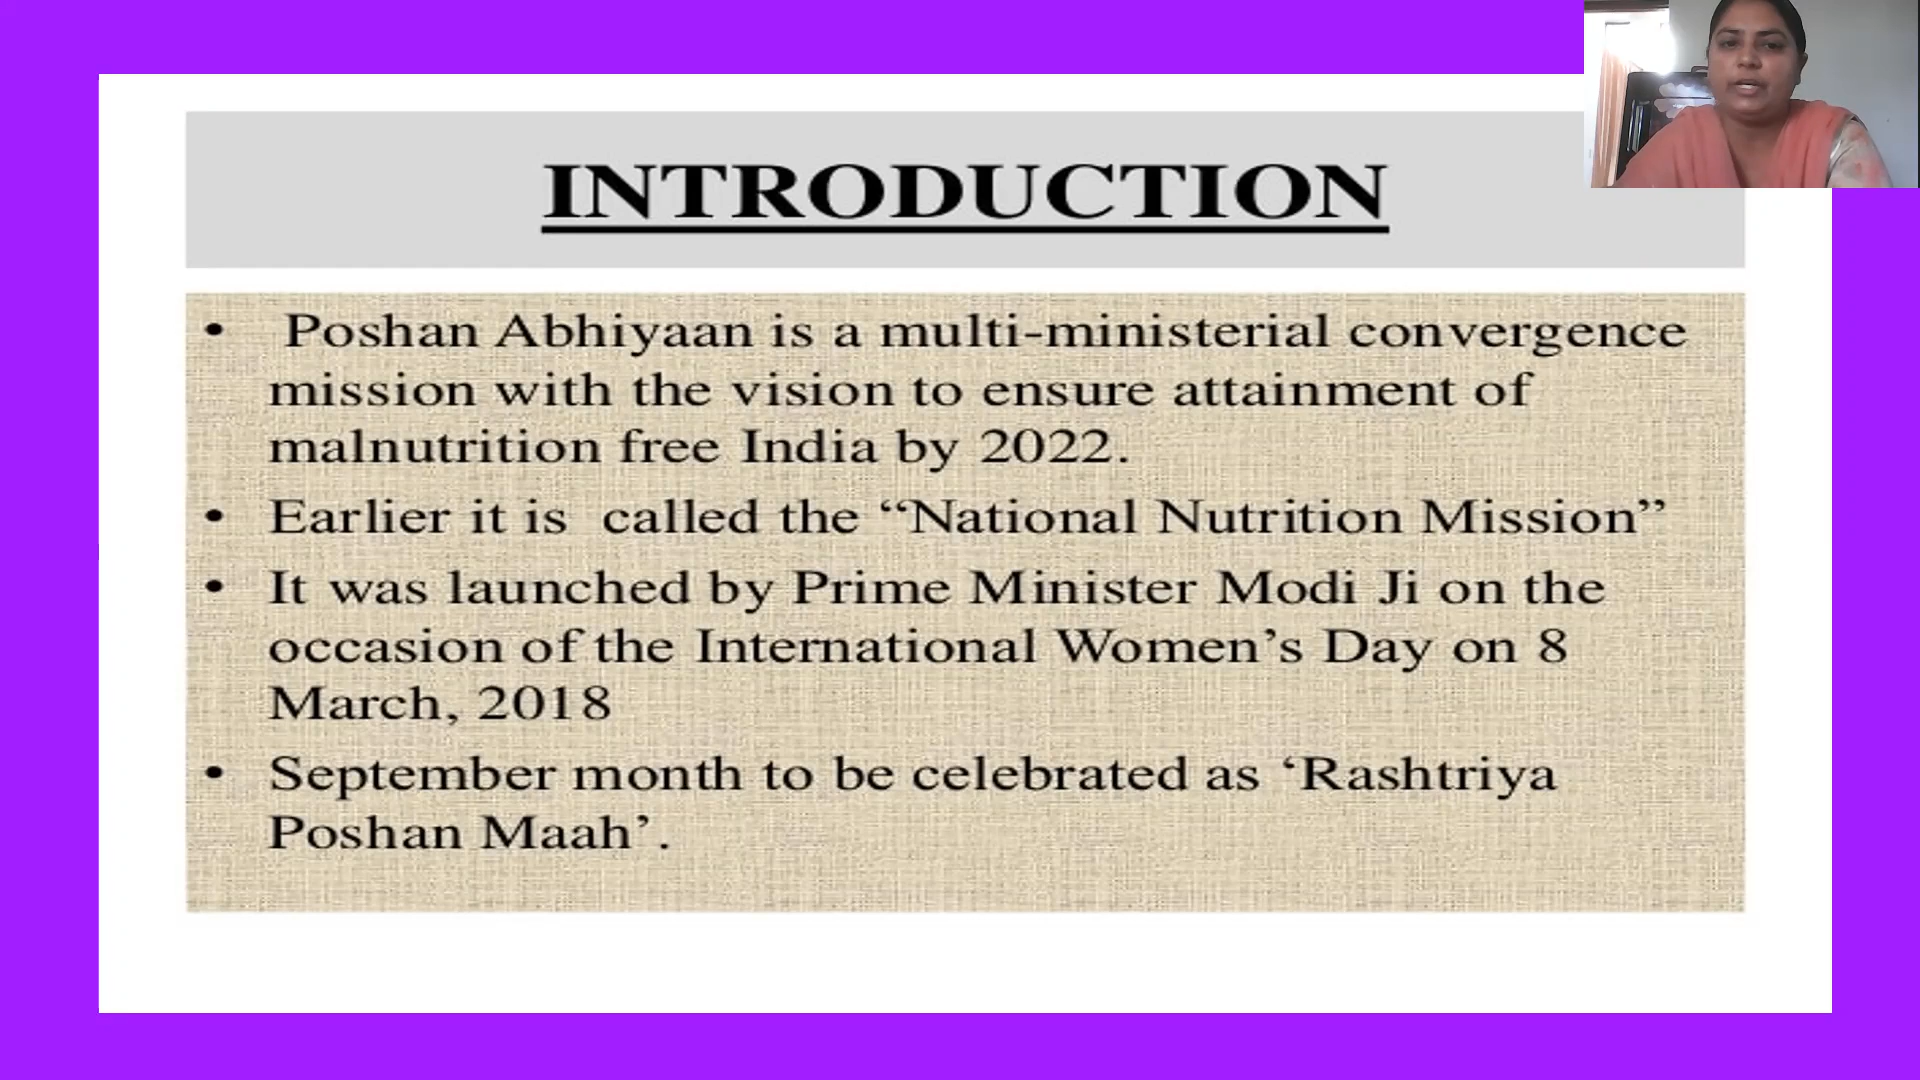 INTRODUCTION
• Poshan Abhiyaan is a multi-ministerial convergence
mission with the vision to ensure attainment of
malnutrition free India by 2022.
• Earlier it is  called the “National Nutrition Mission”
• It was launched by Prime Minister Modi Ji on the
occasion of the International Women’s Day on 8
March, 2018
• September month to be celebrated as ‘Rashtriya
Poshan Maah’.